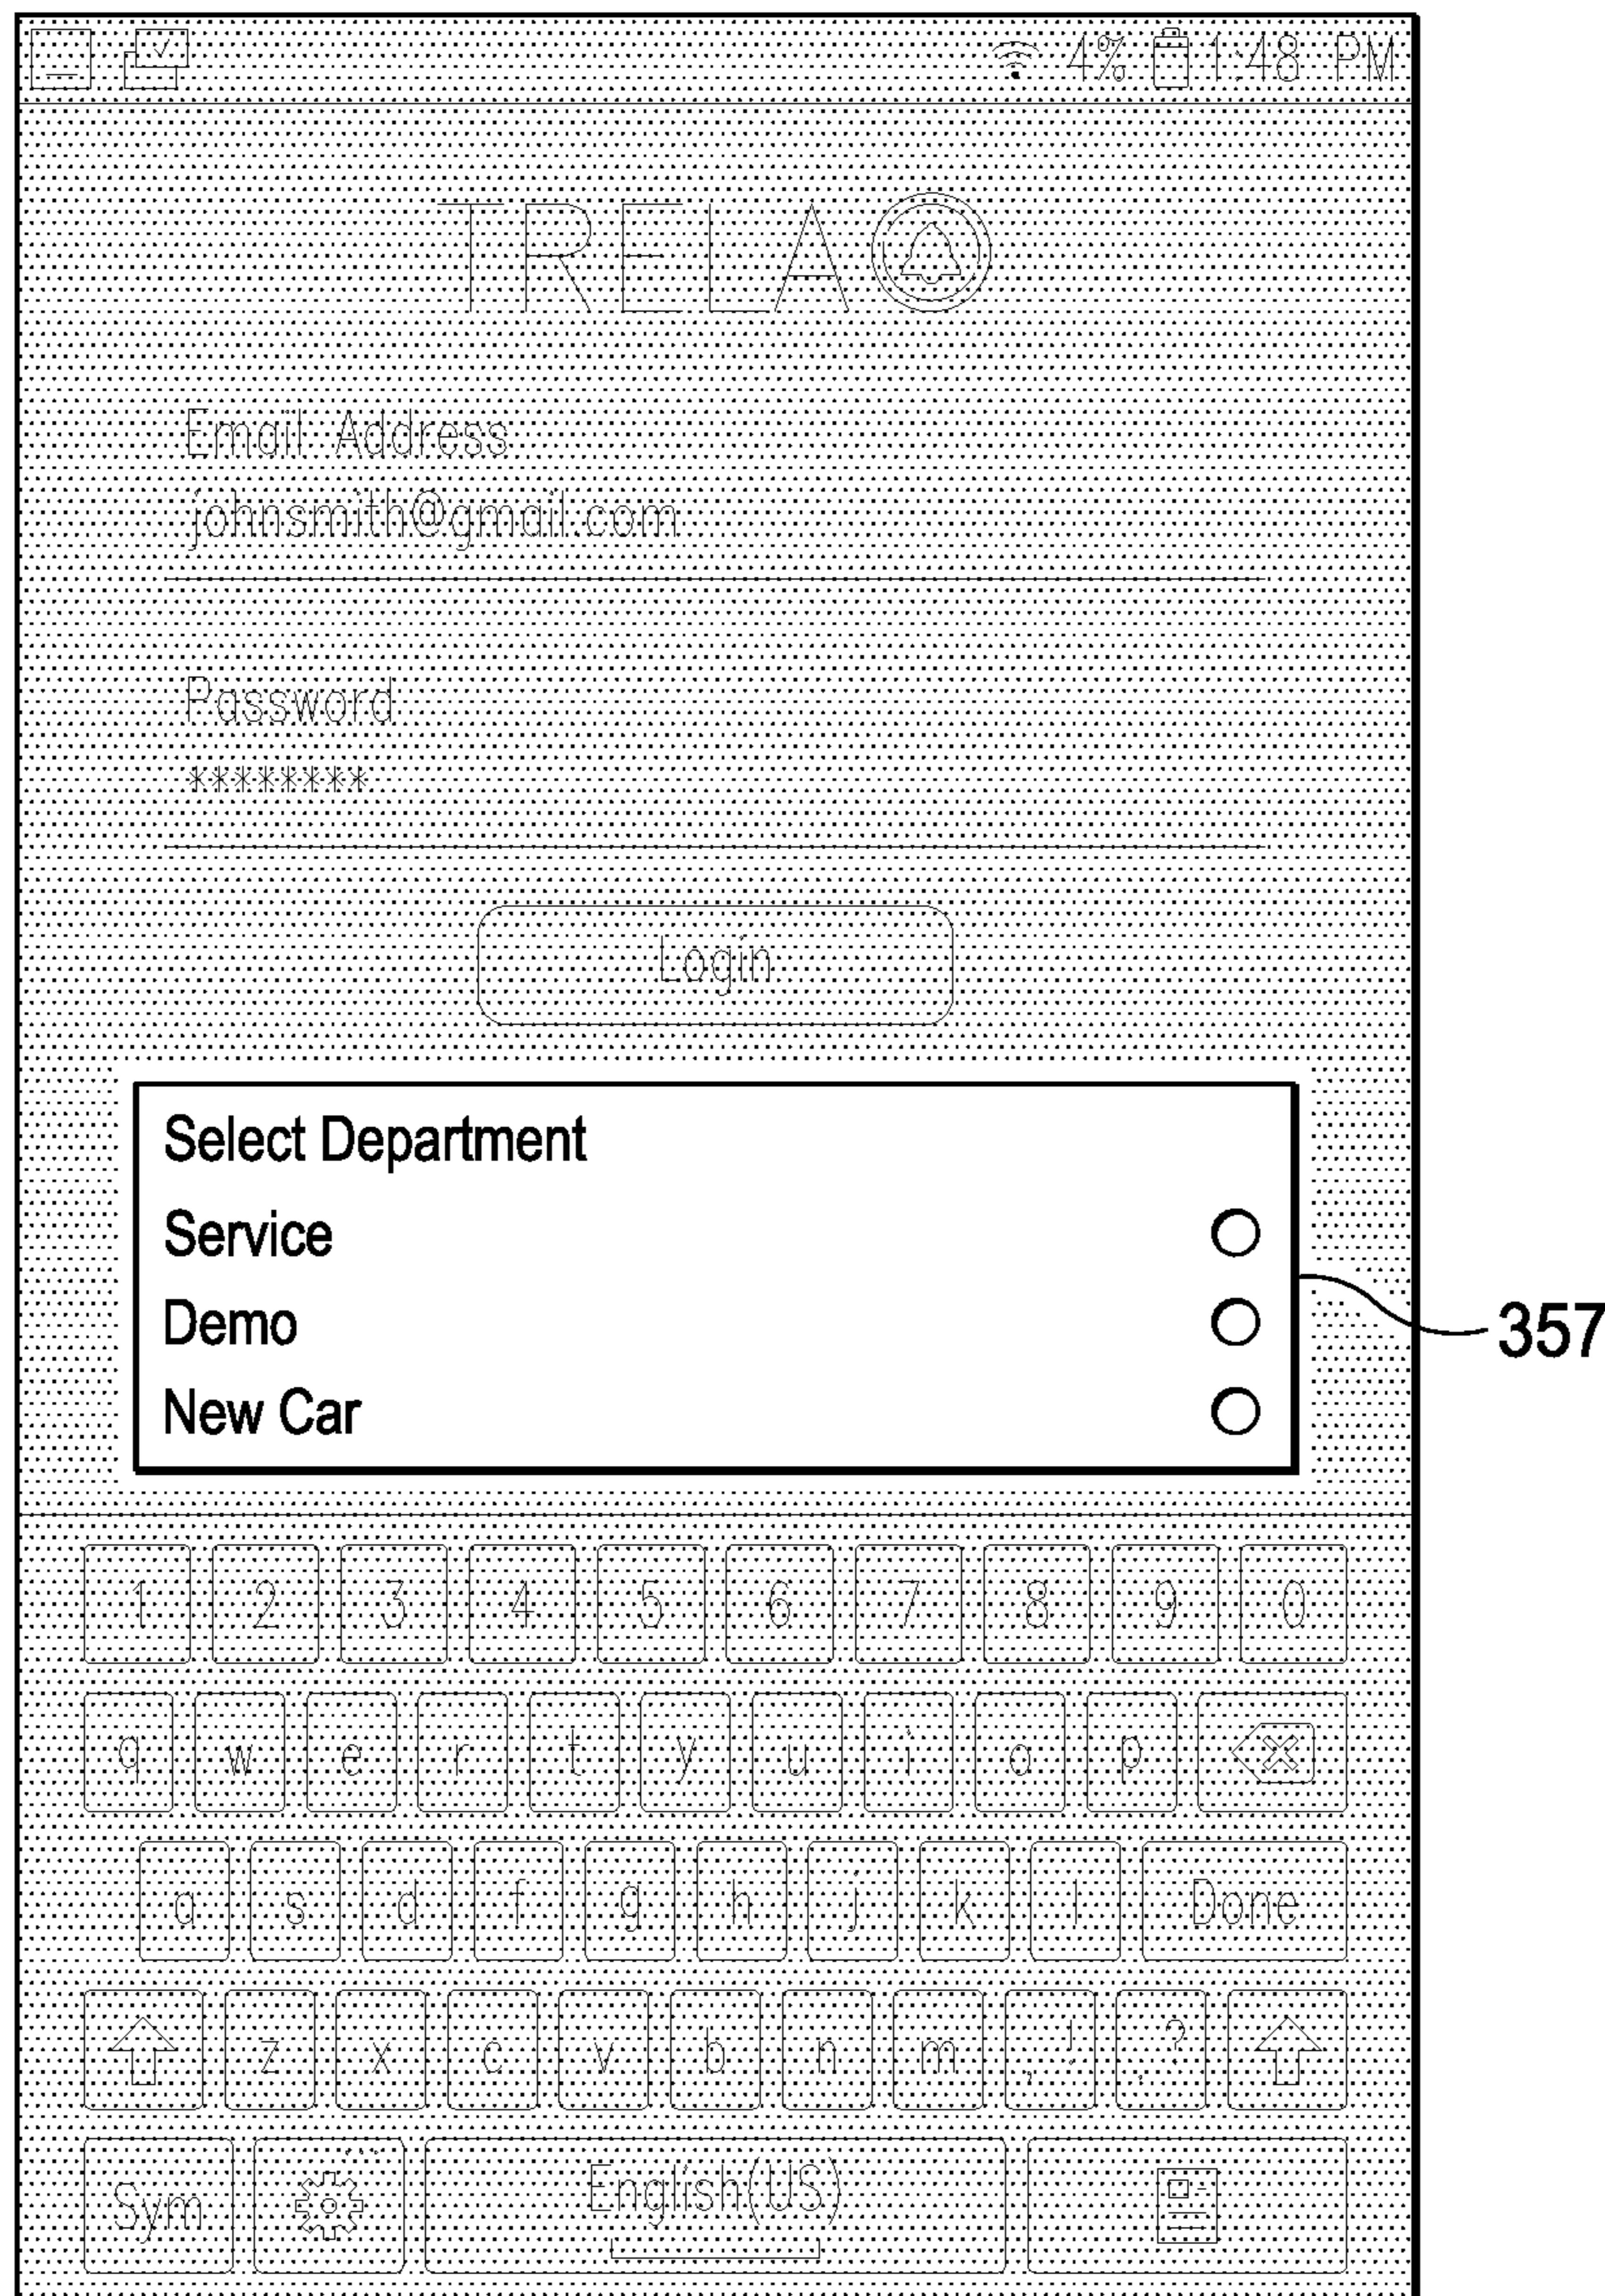 4% 1:48 PM
TRELA
Email Address
johnsmith@gmail.com
Password
********
Login
Select Department
Service
Demo
New Car
357
1 2 3 4 5 6 7 8 9 0
q w e r t y u i o p
a s d f g h j k l Done
z x c v b n m , ! . ?
Sym English(US)